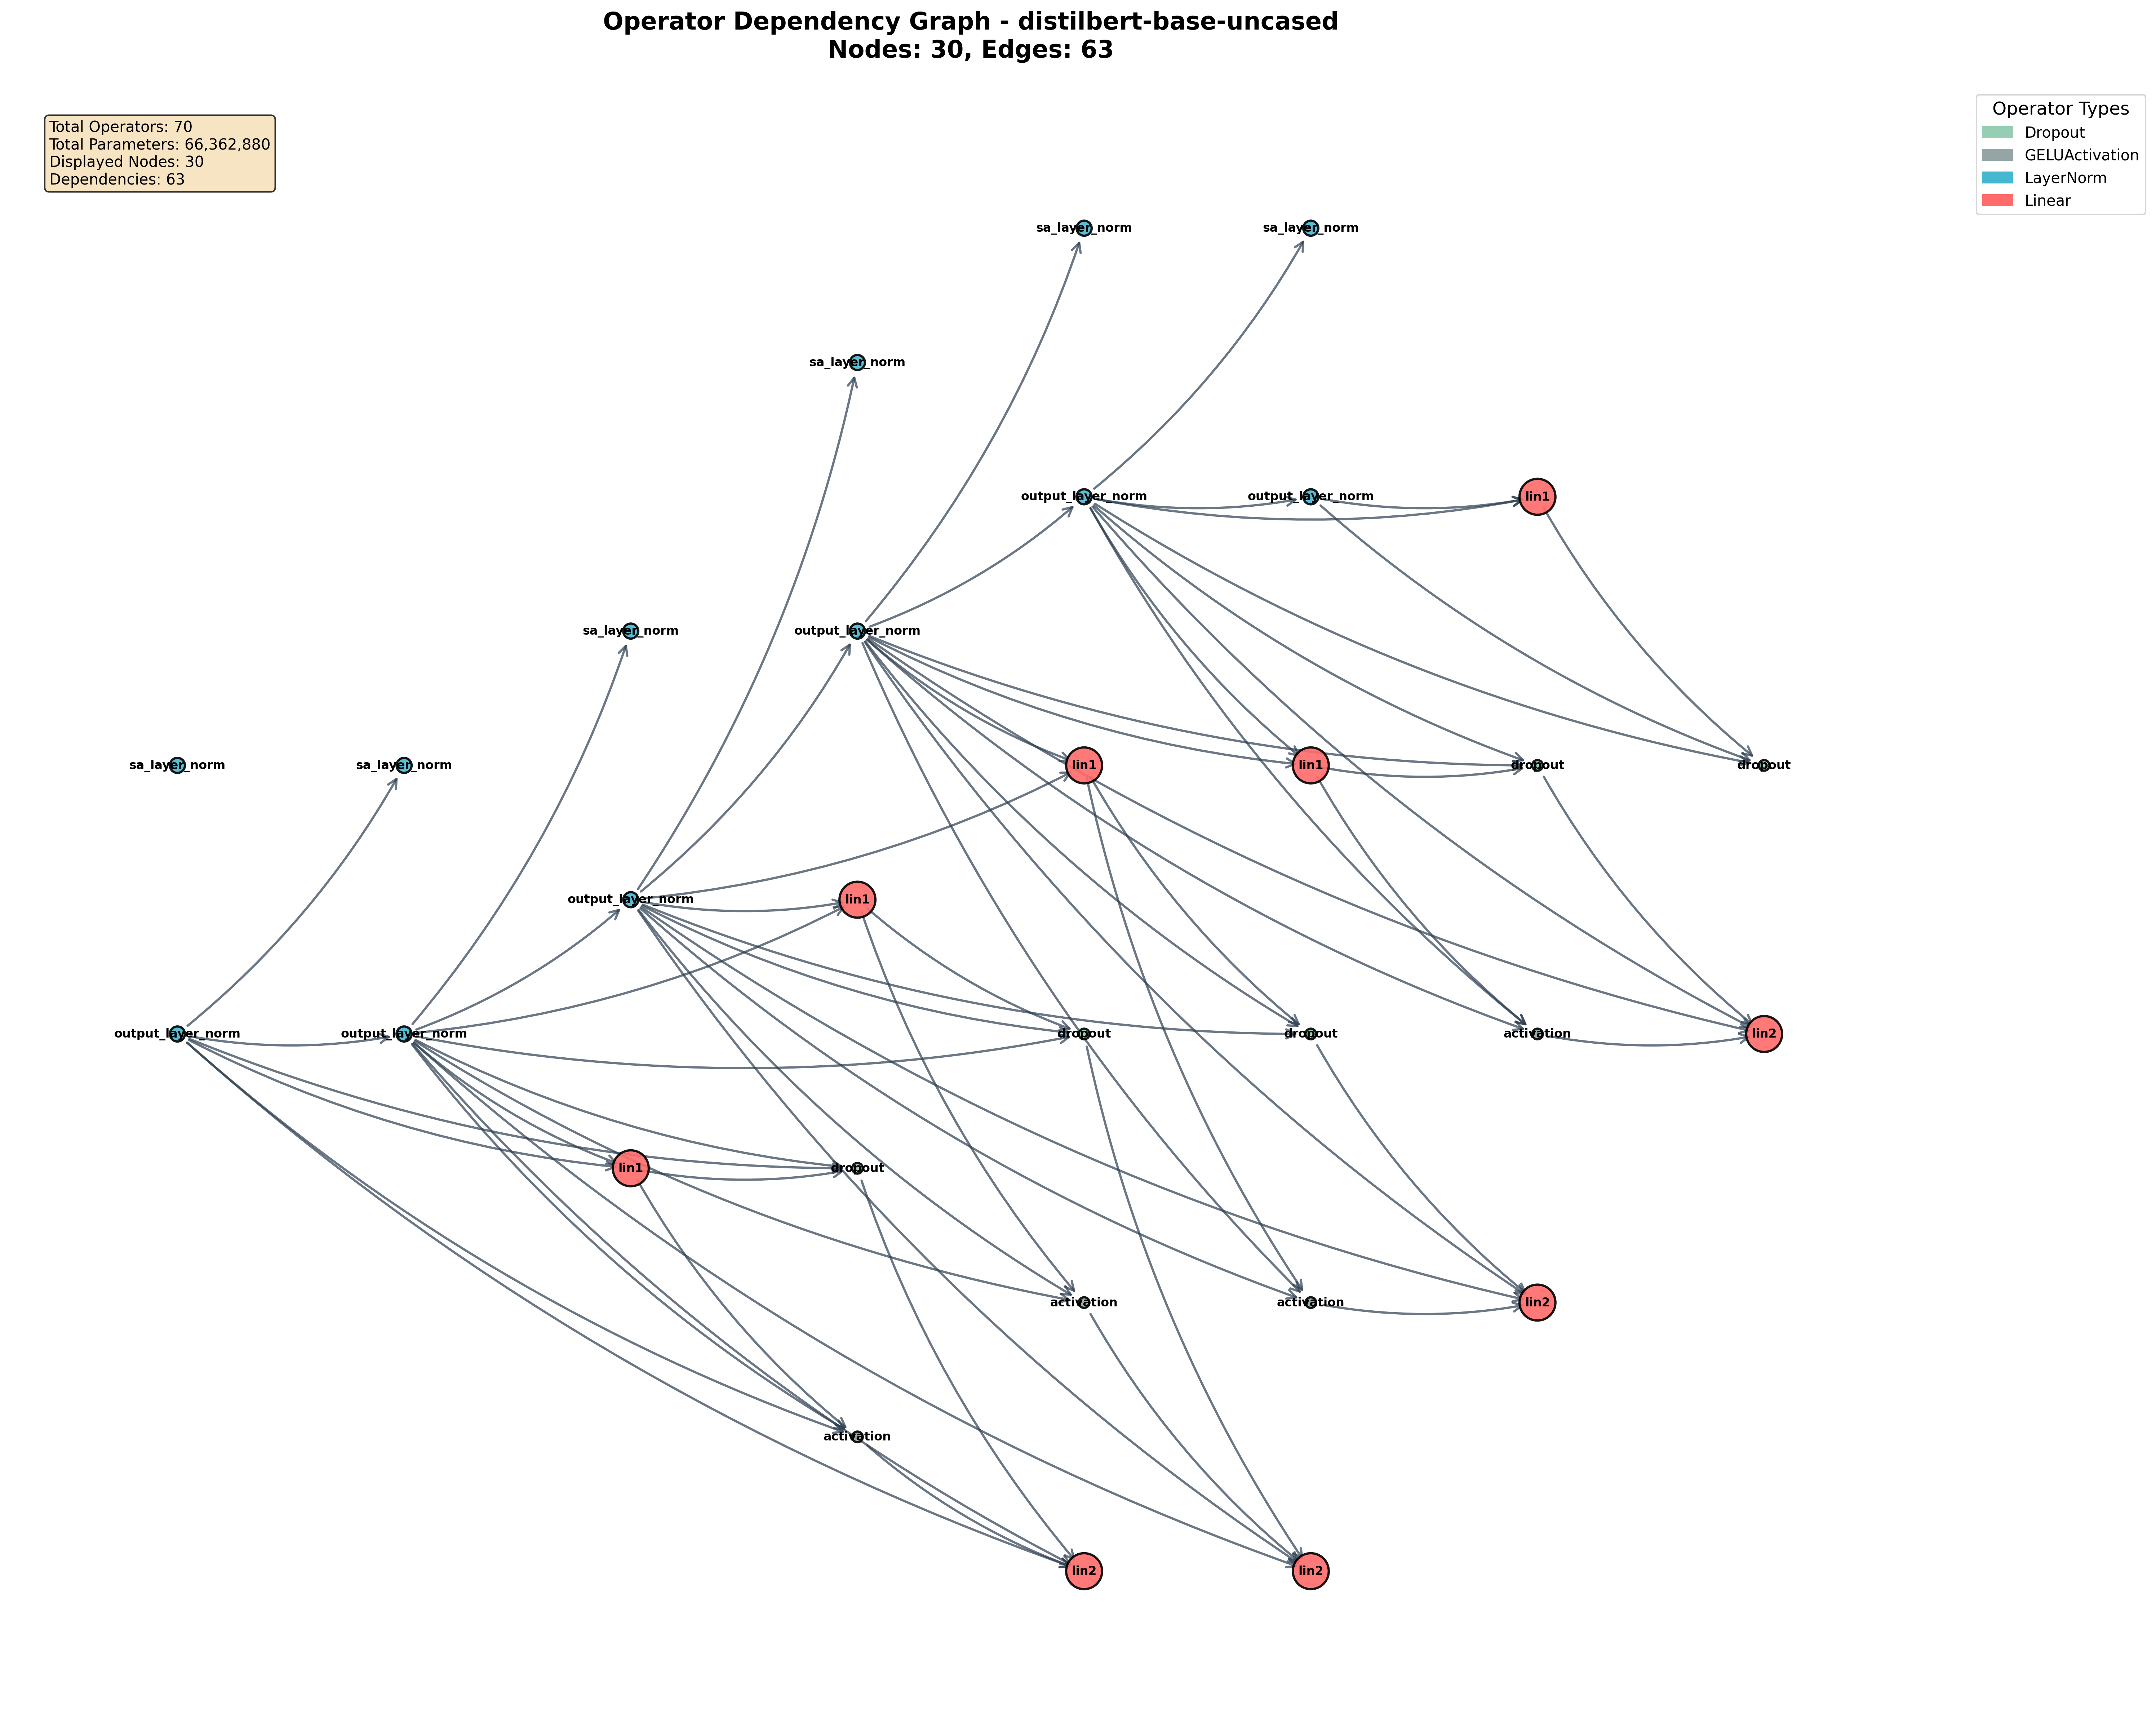 Operator Dependency Graph - distilbert-base-uncased
Nodes: 30, Edges: 63
Total Operators: 70
Total Parameters: 66,362,880
Displayed Nodes: 30
Dependencies: 63
Operator Types
Dropout
GELUActivation
LayerNorm
Linear
sa_layer_norm
sa_layer_norm
sa_layer_norm
output_layer_norm
output_layer_norm
lin1
sa_layer_norm
output_layer_norm
sa_layer_norm
sa_layer_norm
lin1
lin1
dropout
dropout
output_layer_norm
lin1
output_layer_norm
output_layer_norm
dropout
dropout
activation
lin2
lin1
dropout
activation
activation
lin2
activation
lin2
lin2